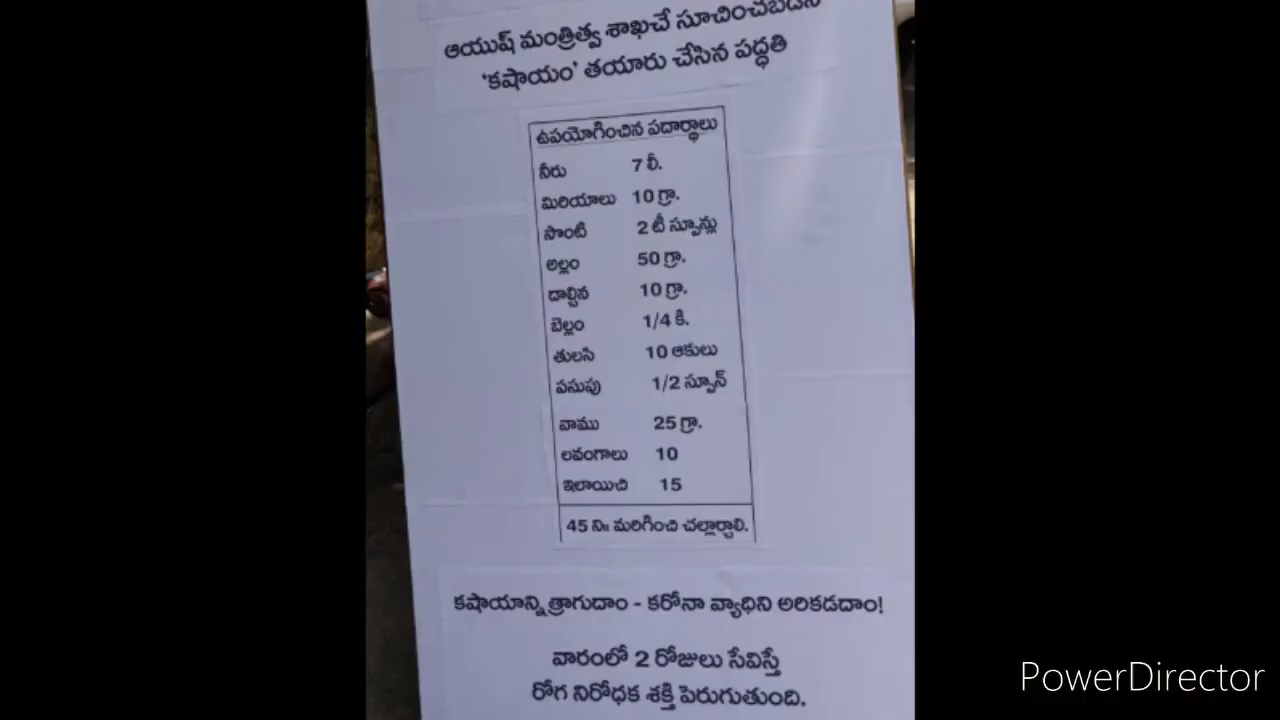 ఆయుష్ మంత్రిత్వ శాఖచే సూచించబడిన
'కషాయం' తయారు చేసిన పద్ధతి
ఉపయోగించిన పదార్థాలు
నీరు 7 లీ.
మిరియాలు 10 గ్రా.
సొంటి 2 టీ స్పూన్లు
అల్లం 50 గ్రా.
దాల్చిన 10 గ్రా.
బెల్లం 1/4 కి.
తులసి 10 ఆకులు
పసుపు 1/2 స్పూన్
వాము 25 గ్రా.
లవంగాలు 10
ఇలాయిచి 15
45 ని॥ మరిగించి చల్లార్చాలి.
కషాయాన్ని త్రాగుదాం - కరోనా వ్యాధిని అరికడదాం!
వారంలో 2 రోజులు సేవిస్తే
రోగ నిరోధక శక్తి పెరుగుతుంది.
PowerDirector